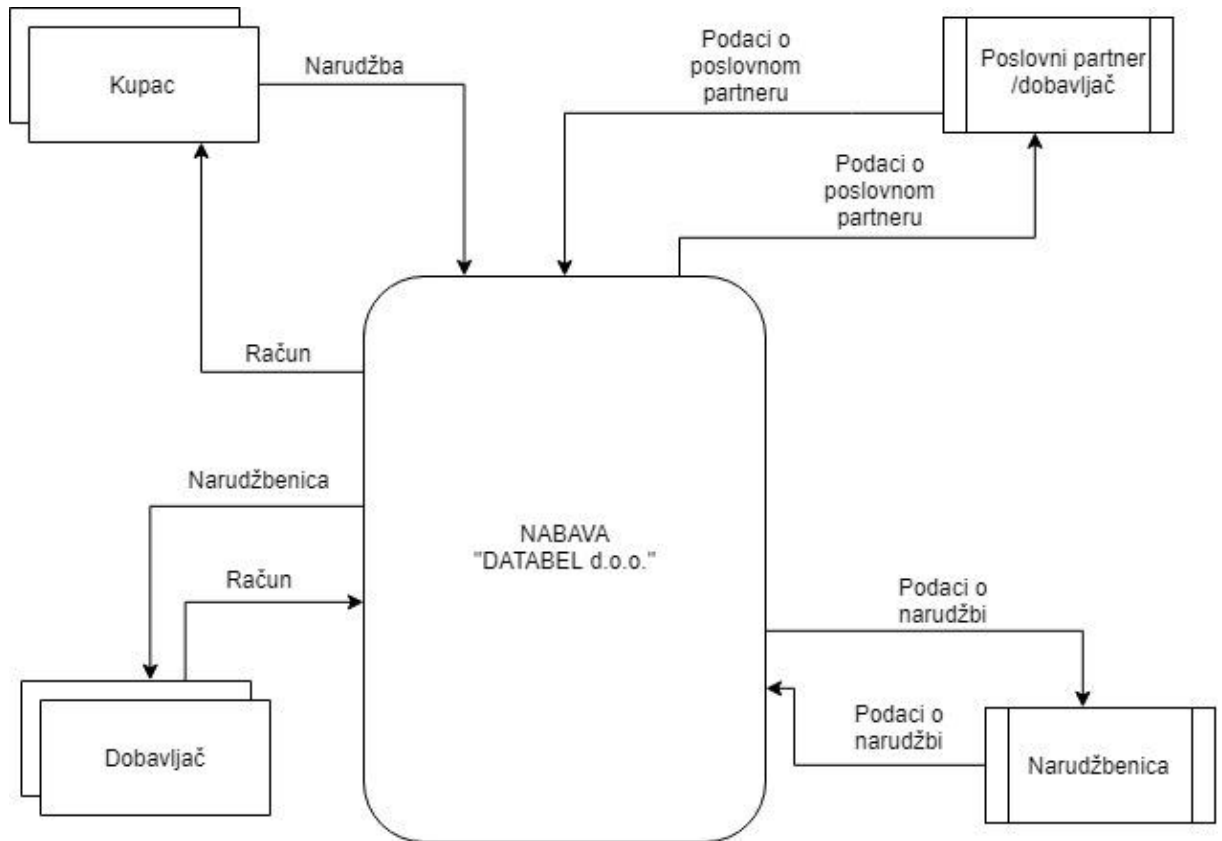 Kupac
Narudžba
Podaci o
poslovnom
partneru
Poslovni partner
/dobavljač
Podaci o
poslovnom
partneru
Račun
Narudžbenica
Račun
NABAVA
"DATABEL d.o.o."
Dobavljač
Podaci o
narudžbi
Podaci o
narudžbi
Narudžbenica